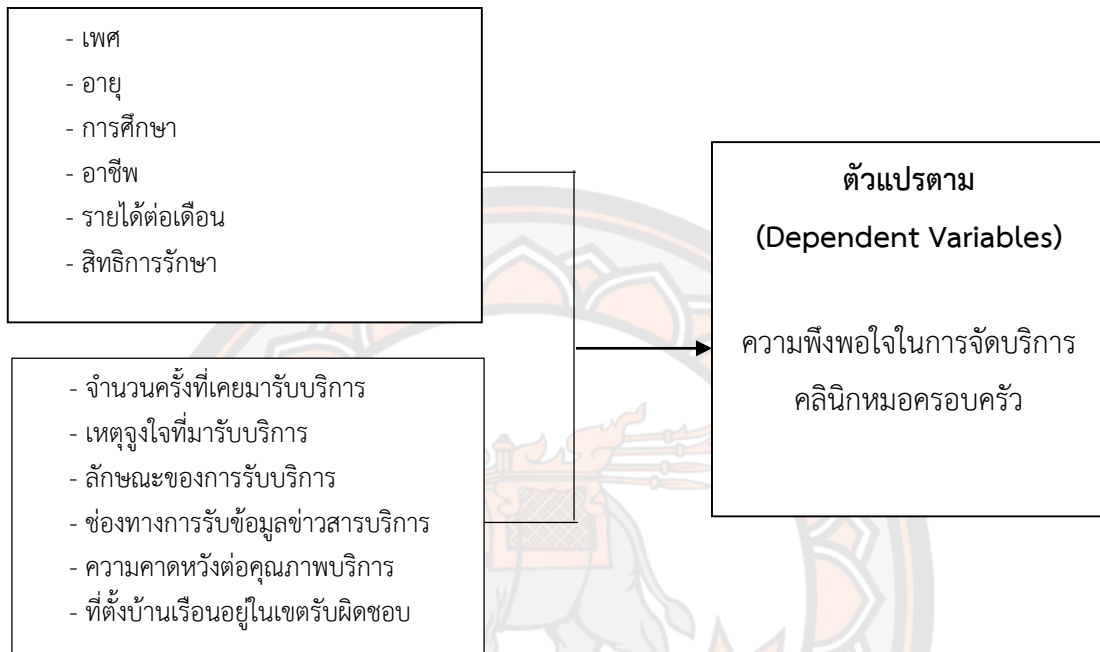 - เพศ
- อายุ
- การศึกษา
- อาชีพ
- รายได้ต่อเดือน
- สิทธิการรักษา
- จำนวนครั้งที่เคยมารับบริการ
- เหตุจูงใจที่มารับบริการ
- ลักษณะของการรับบริการ
- ช่องทางการรับข้อมูลข่าวสารบริการ
- ความคาดหวังต่อคุณภาพบริการ
- ที่ตั้งบ้านเรือนอยู่ในเขตรับผิดชอบ
ตัวแปรตาม
(Dependent Variables)
ความพึงพอใจในการจัดบริการ
คลินิกหมอครอบครัว